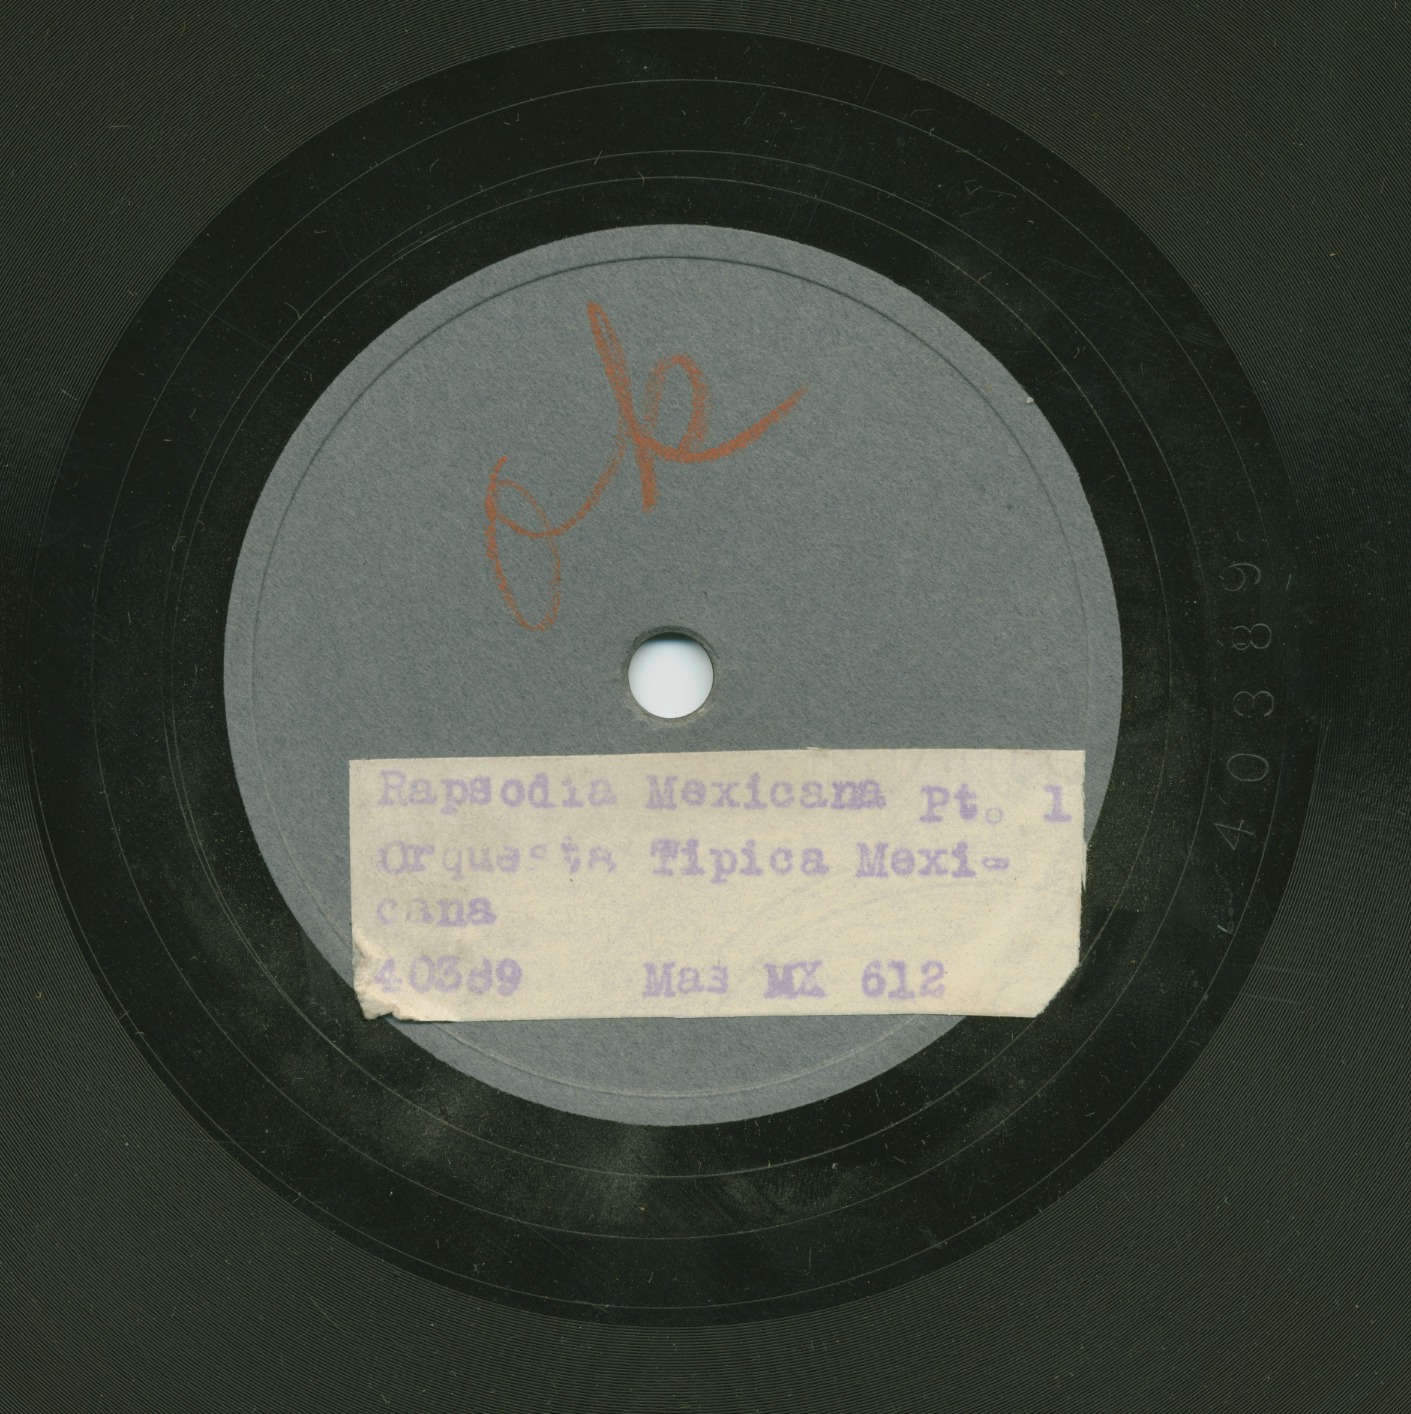 ok
Rapsodia Mexicana Pt. 1
Orquesta Tipica Mexi-
cana
40389 Mas MX 612
40389